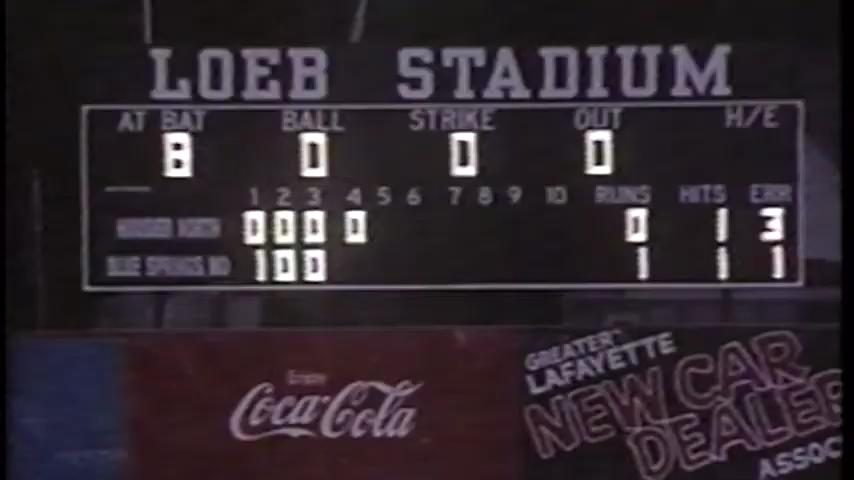 LOEB STADIUM
AT BAT BALL STRIKE OUT H/E
8 0 0 0
1 2 3 4 5 6 7 8 9 10 RUNS HITS ERR
NORTH 0 0 0 0 0 1 3
BLUE SPRINGS MO 1 0 0 1 1 1
Enjoy
Coca-Cola
GREATER
LAFAYETTE
NEW CAR
DEALER
ASSOC